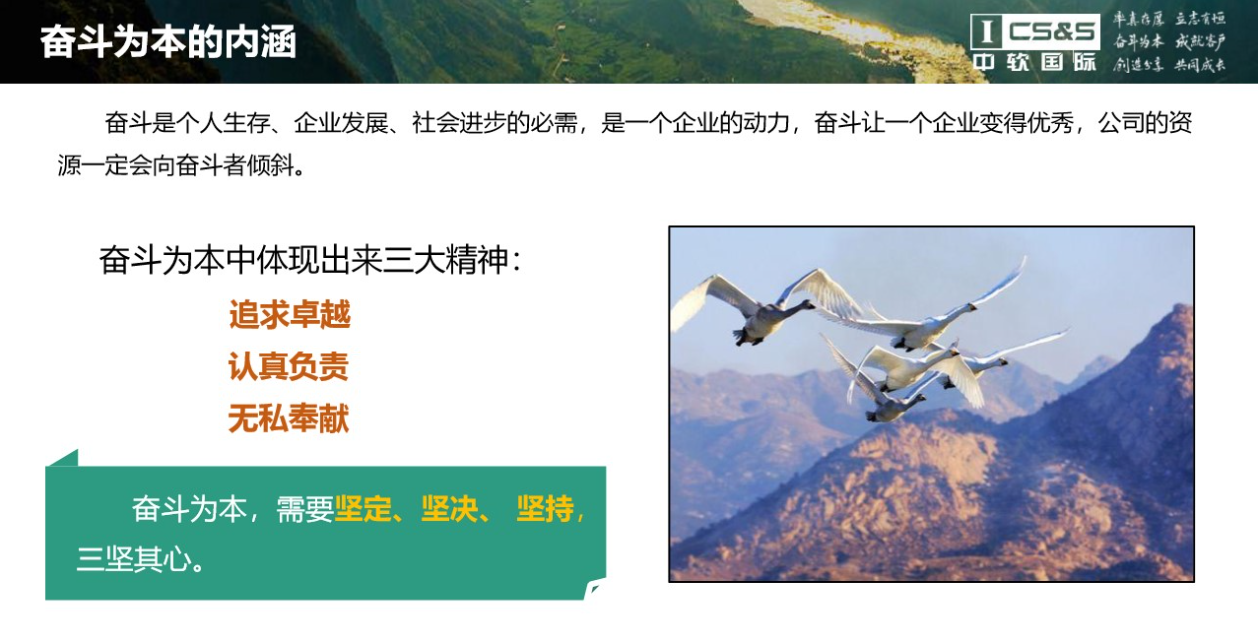 奋斗为本的内涵
I CS&S
中软国际
率真存厚 立志有恒
奋斗为本 成就客户
创造分享 共同成长
奋斗是个人生存、企业发展、社会进步的必需，是一个企业的动力，奋斗让一个企业变得优秀，公司的资
源一定会向奋斗者倾斜。
奋斗为本中体现出来三大精神：
追求卓越
认真负责
无私奉献
奋斗为本，需要坚定、坚决、 坚持，
三坚其心。